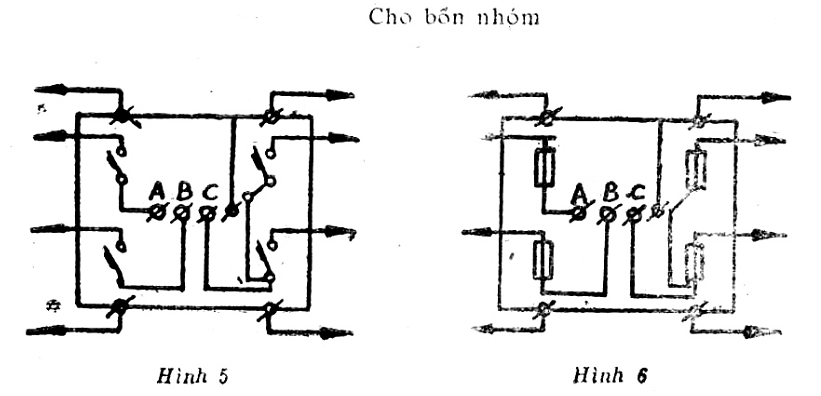 Cho bốn nhóm
A B C
A B C
Hình 5
Hình 6